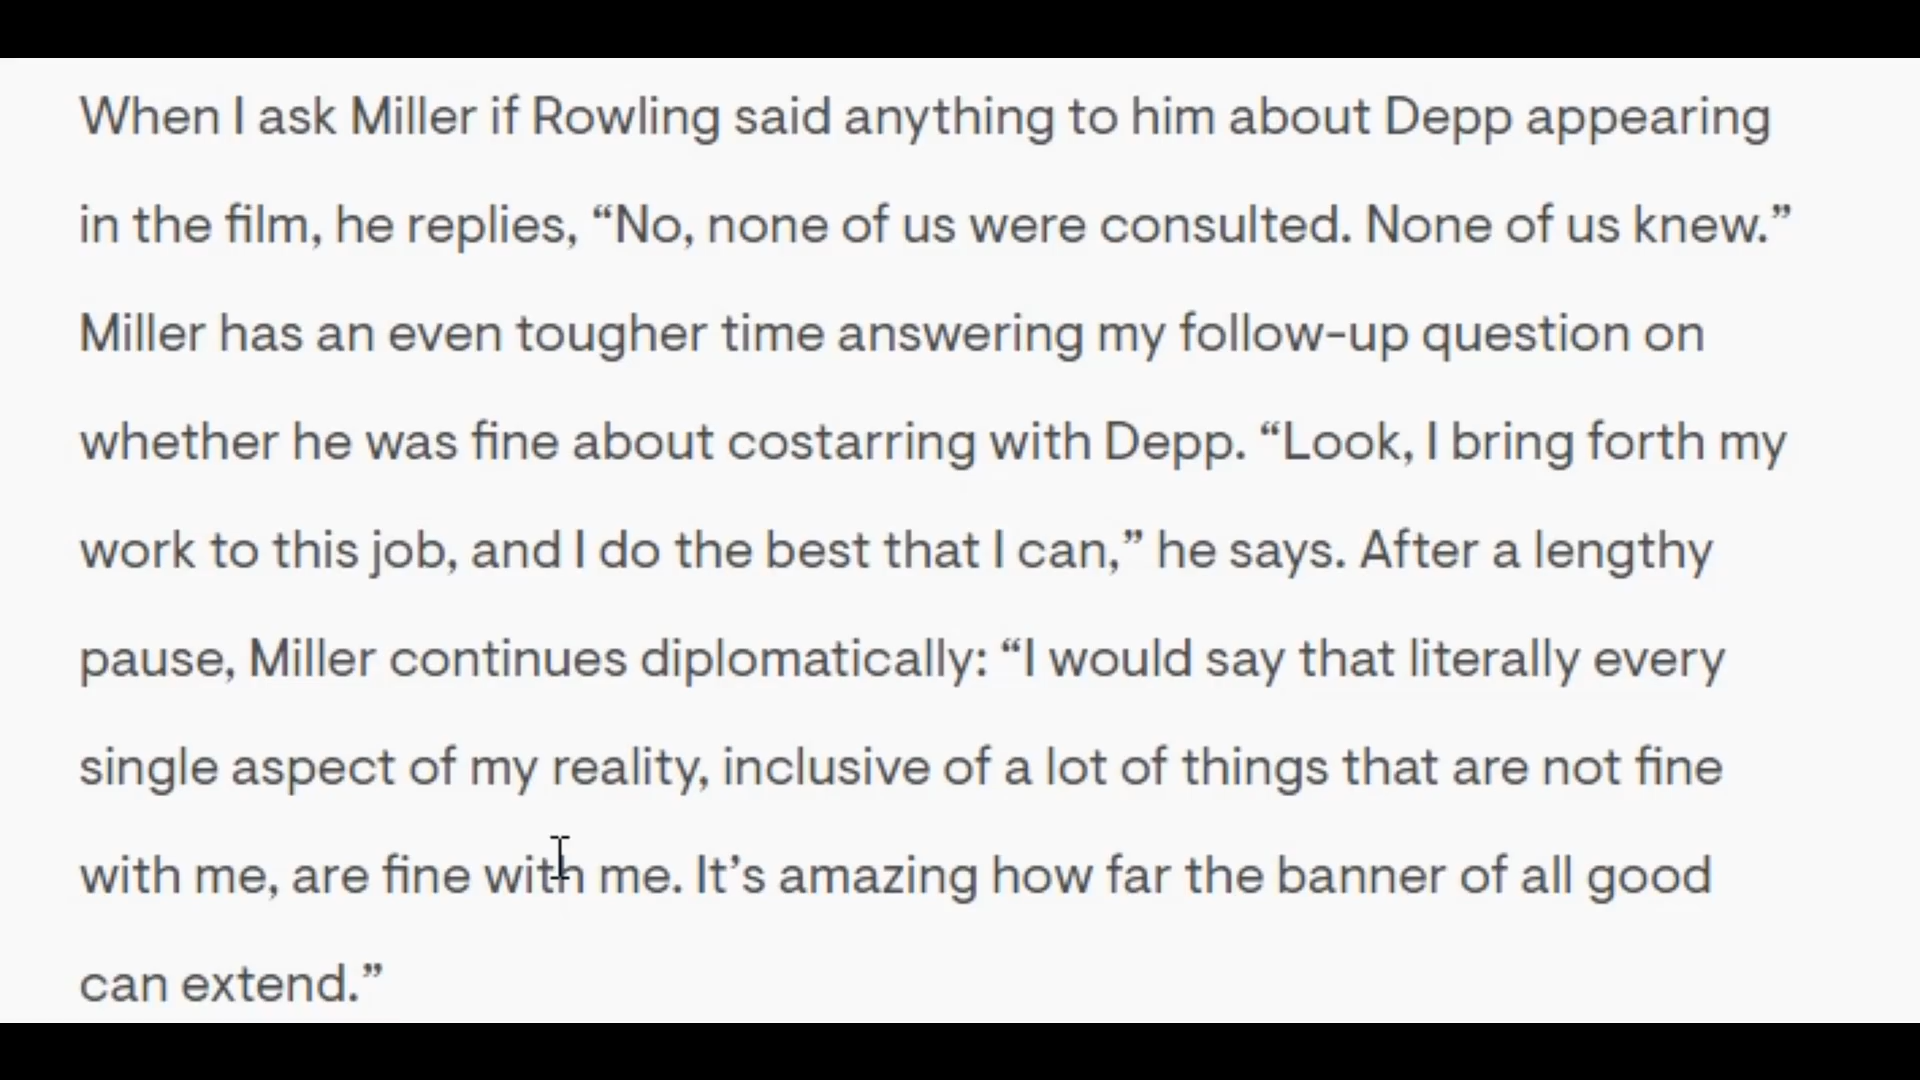 When I ask Miller if Rowling said anything to him about Depp appearing
in the film, he replies, “No, none of us were consulted. None of us knew.”
Miller has an even tougher time answering my follow-up question on
whether he was fine about costarring with Depp. “Look, I bring forth my
work to this job, and I do the best that I can,” he says. After a lengthy
pause, Miller continues diplomatically: “I would say that literally every
single aspect of my reality, inclusive of a lot of things that are not fine
with me, are fine with me. It’s amazing how far the banner of all good
can extend.”